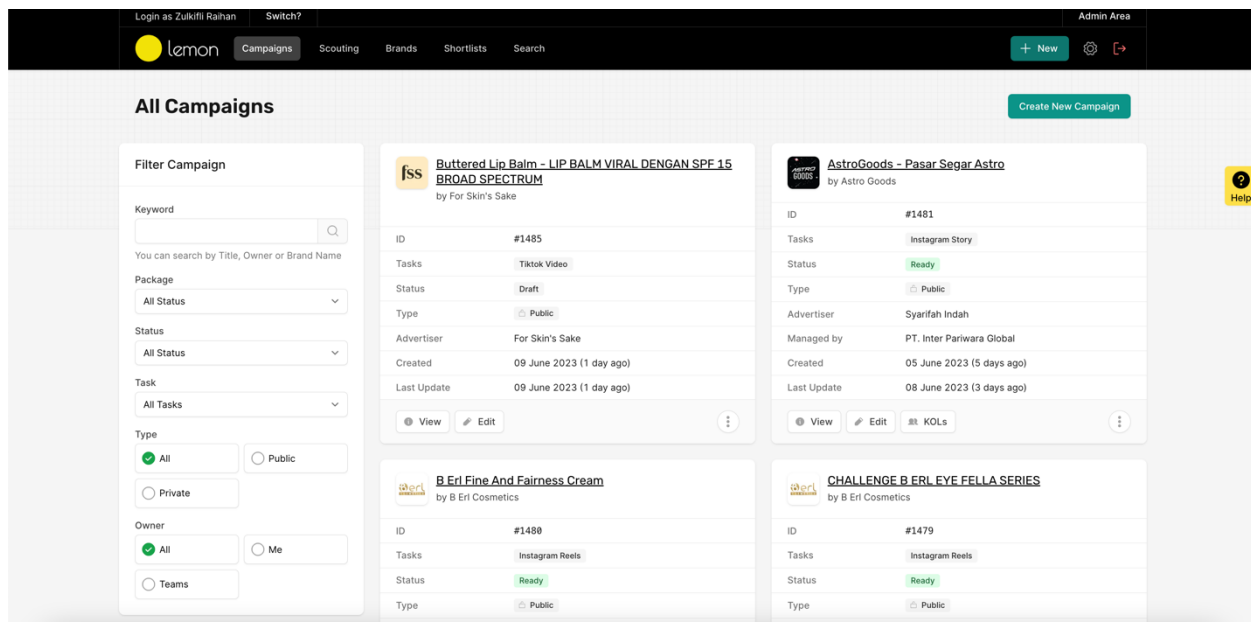 Login as Zulkifli Raihan
Switch?
Admin Area
lemon
Campaigns
Scouting
Brands
Shortlists
Search
+ New
All Campaigns
Create New Campaign
Filter Campaign
Keyword
You can search by Title, Owner or Brand Name
Package
All Status
Status
All Status
Task
All Tasks
Type
All
Public
Private
Owner
All
Me
Teams
fss
Buttered Lip Balm - LIP BALM VIRAL DENGAN SPF 15
BROAD SPECTRUM
by For Skin's Sake
ID #1485
Tasks Tiktok Video
Status Draft
Type Public
Advertiser For Skin's Sake
Created 09 June 2023 (1 day ago)
Last Update 09 June 2023 (1 day ago)
View
Edit
ASTRO
GOODS
AstroGoods - Pasar Segar Astro
by Astro Goods
ID #1481
Tasks Instagram Story
Status Ready
Type Public
Advertiser Syarifah Indah
Managed by PT. Inter Pariwara Global
Created 05 June 2023 (5 days ago)
Last Update 08 June 2023 (3 days ago)
View
Edit
KOLs
B Erl Fine And Fairness Cream
by B Erl Cosmetics
ID #1480
Tasks Instagram Reels
Status Ready
Type Public
CHALLENGE B ERL EYE FELLA SERIES
by B Erl Cosmetics
ID #1479
Tasks Instagram Reels
Status Ready
Type Public
?
Help